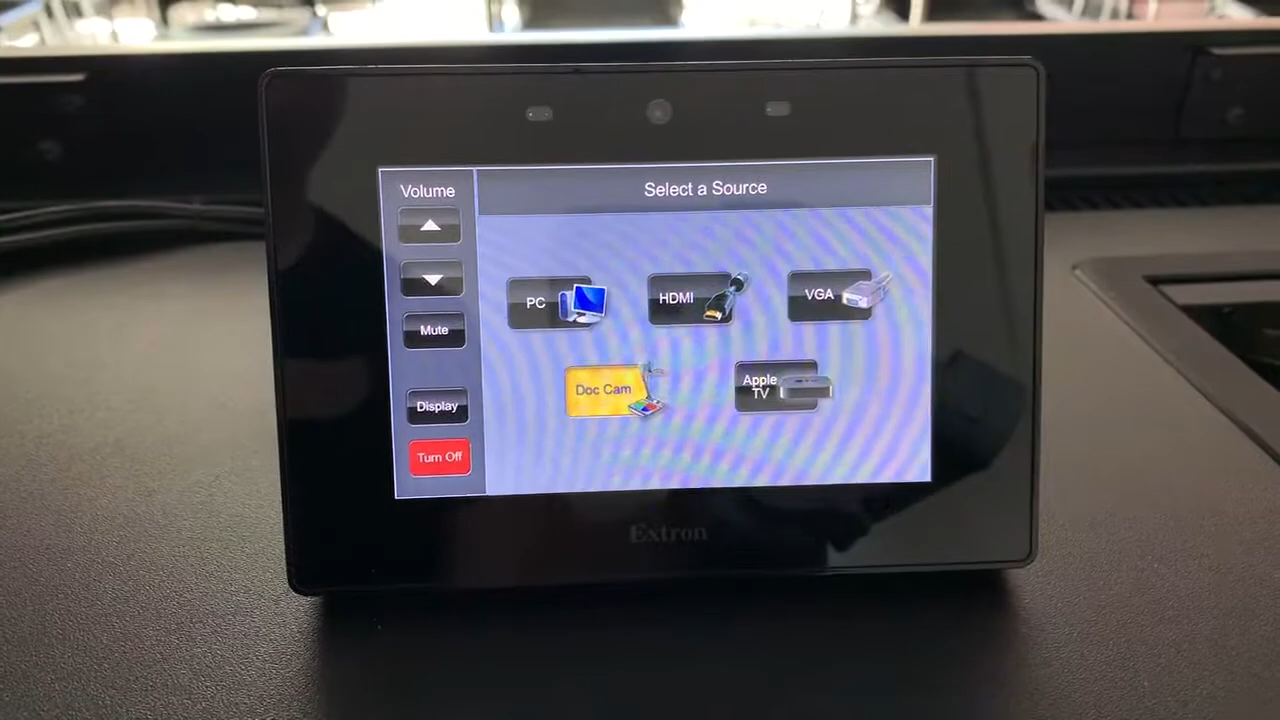 Volume
Select a Source
PC
HDMI
VGA
Mute
Doc Cam
Apple
TV
Display
Turn Off
Extron